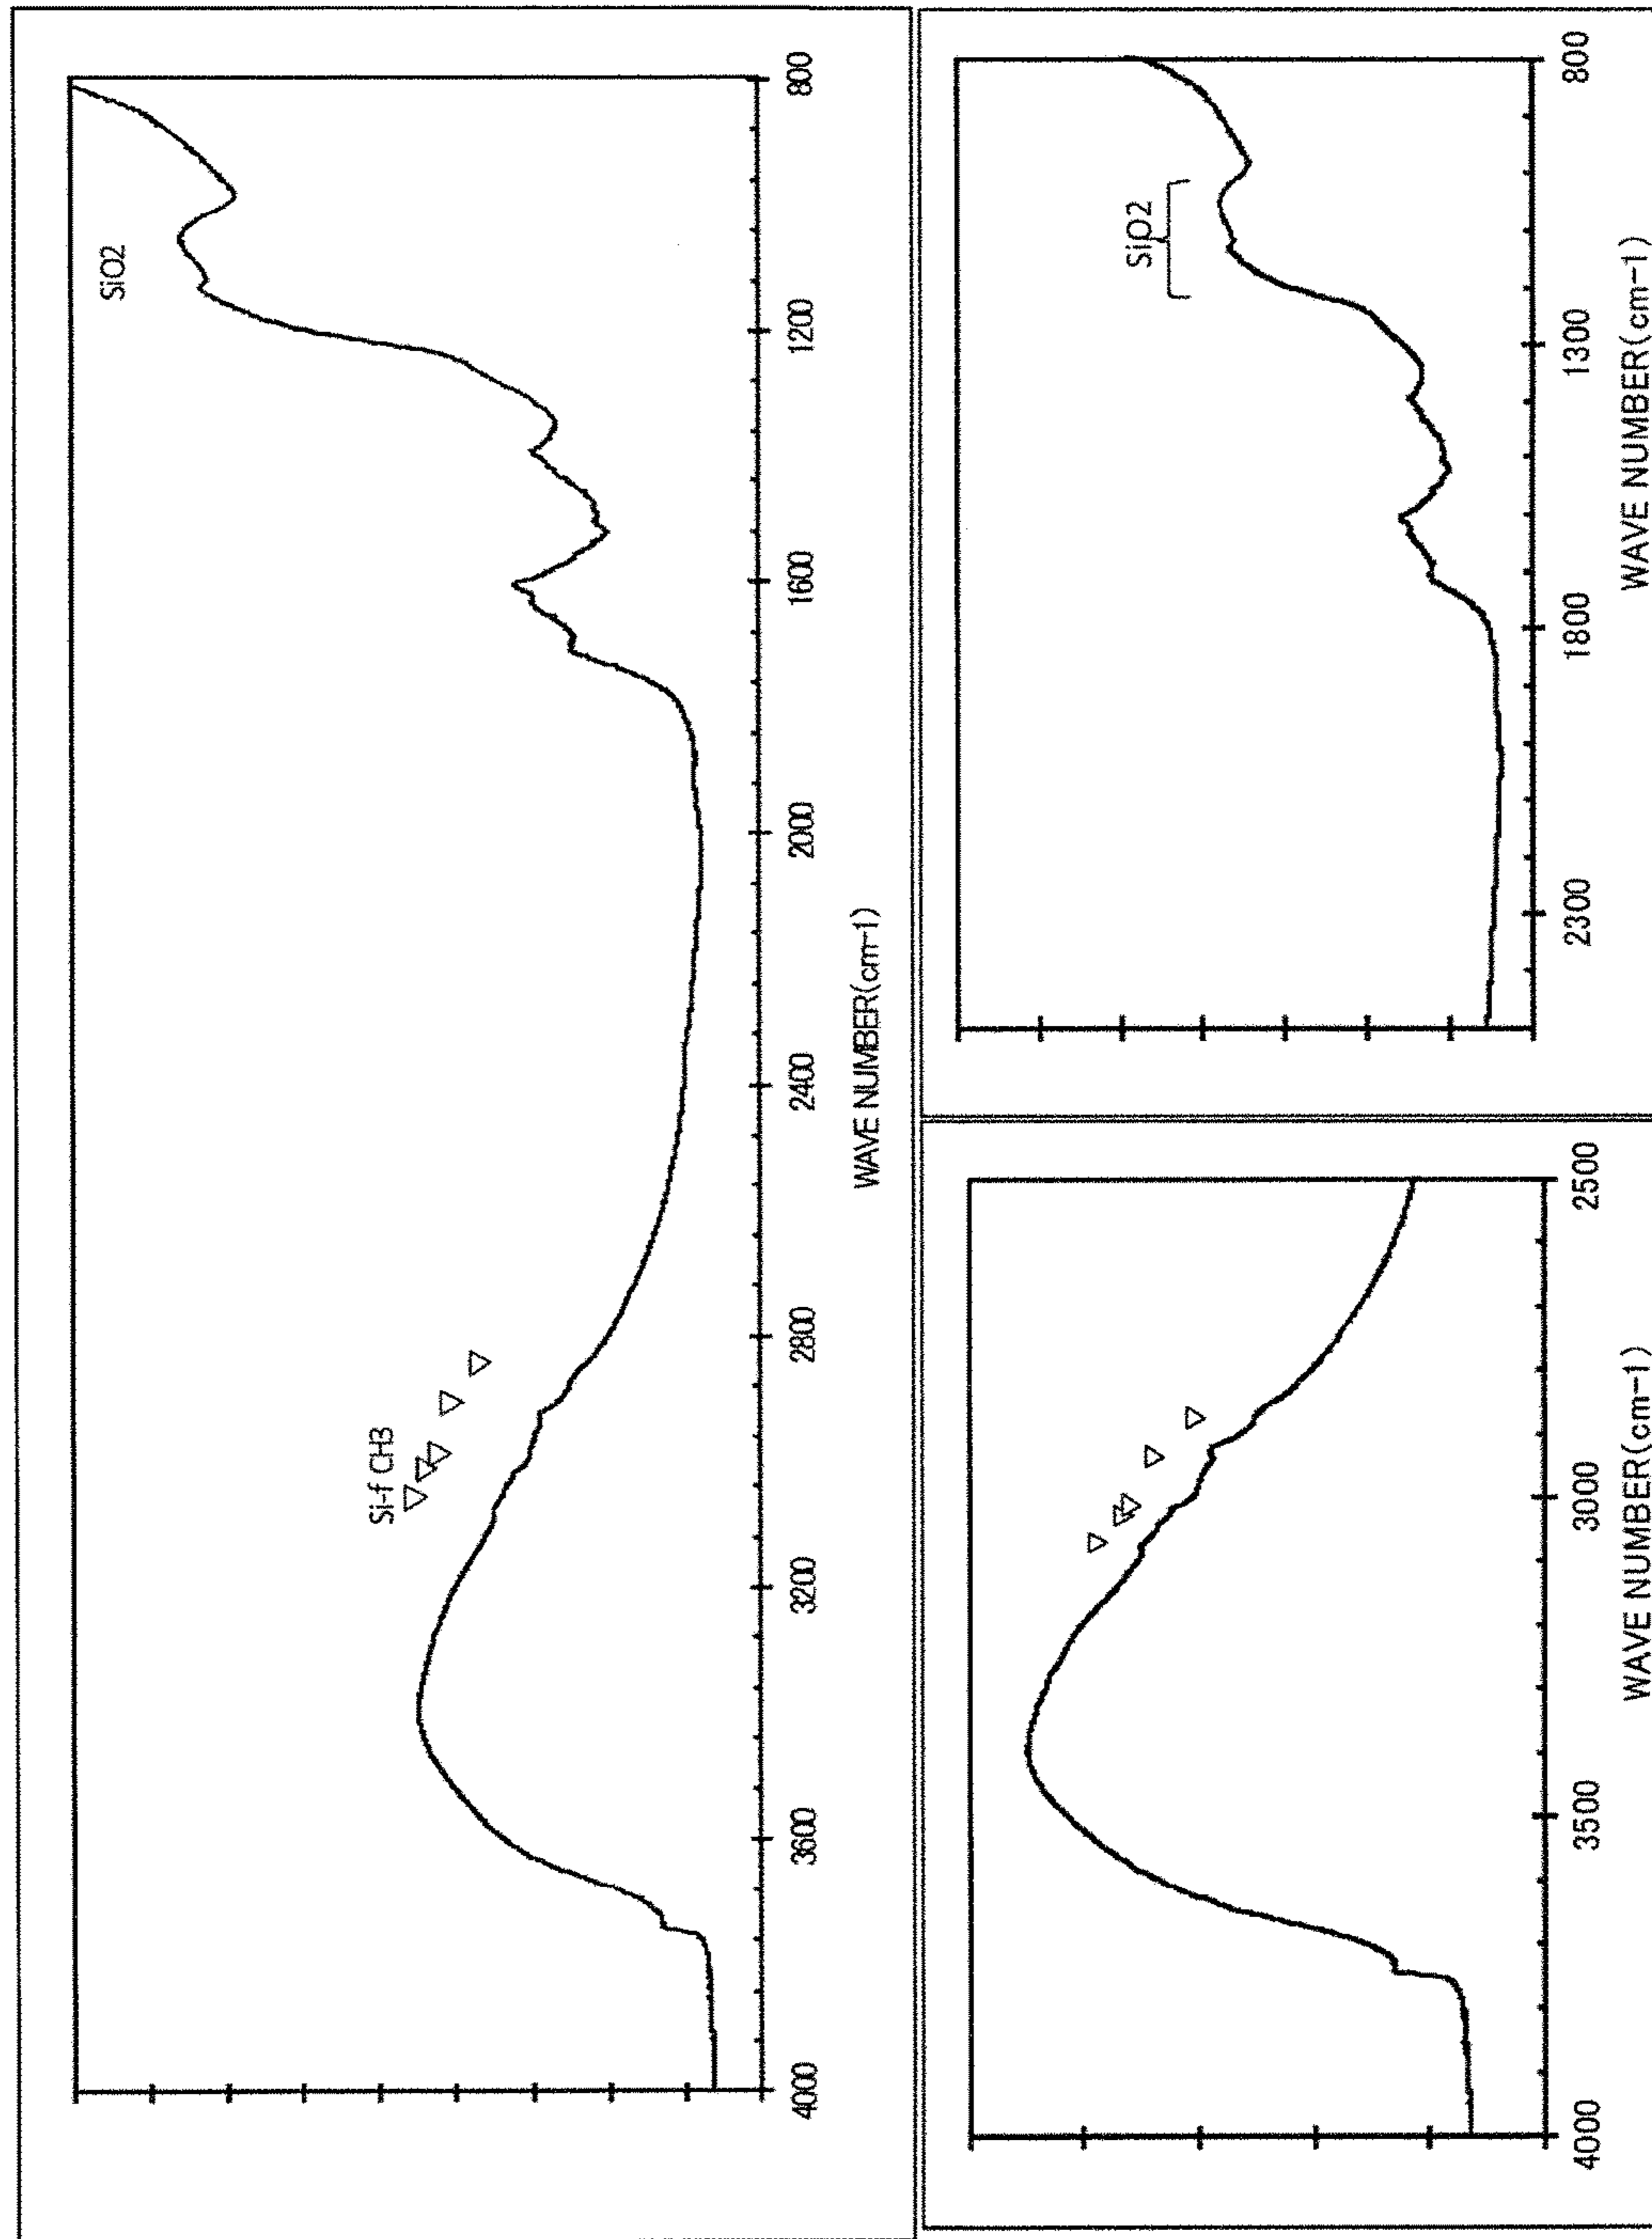 Si-f CH3
SiO2
4000 3600 3200 2800 2400 2000 1600 1200 800
WAVE NUMBER(cm-1)
4000 3500 3000 2500
WAVE NUMBER(cm-1)
SiO2
2300 1800 1300 800
WAVE NUMBER(cm-1)